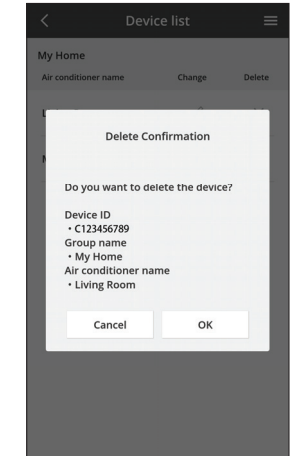 Device list
My Home
Air conditioner name Change Delete
L
Delete Confirmation
Do you want to delete the device?
Device ID
・C123456789
Group name
・My Home
Air conditioner name
・Living Room
Cancel OK